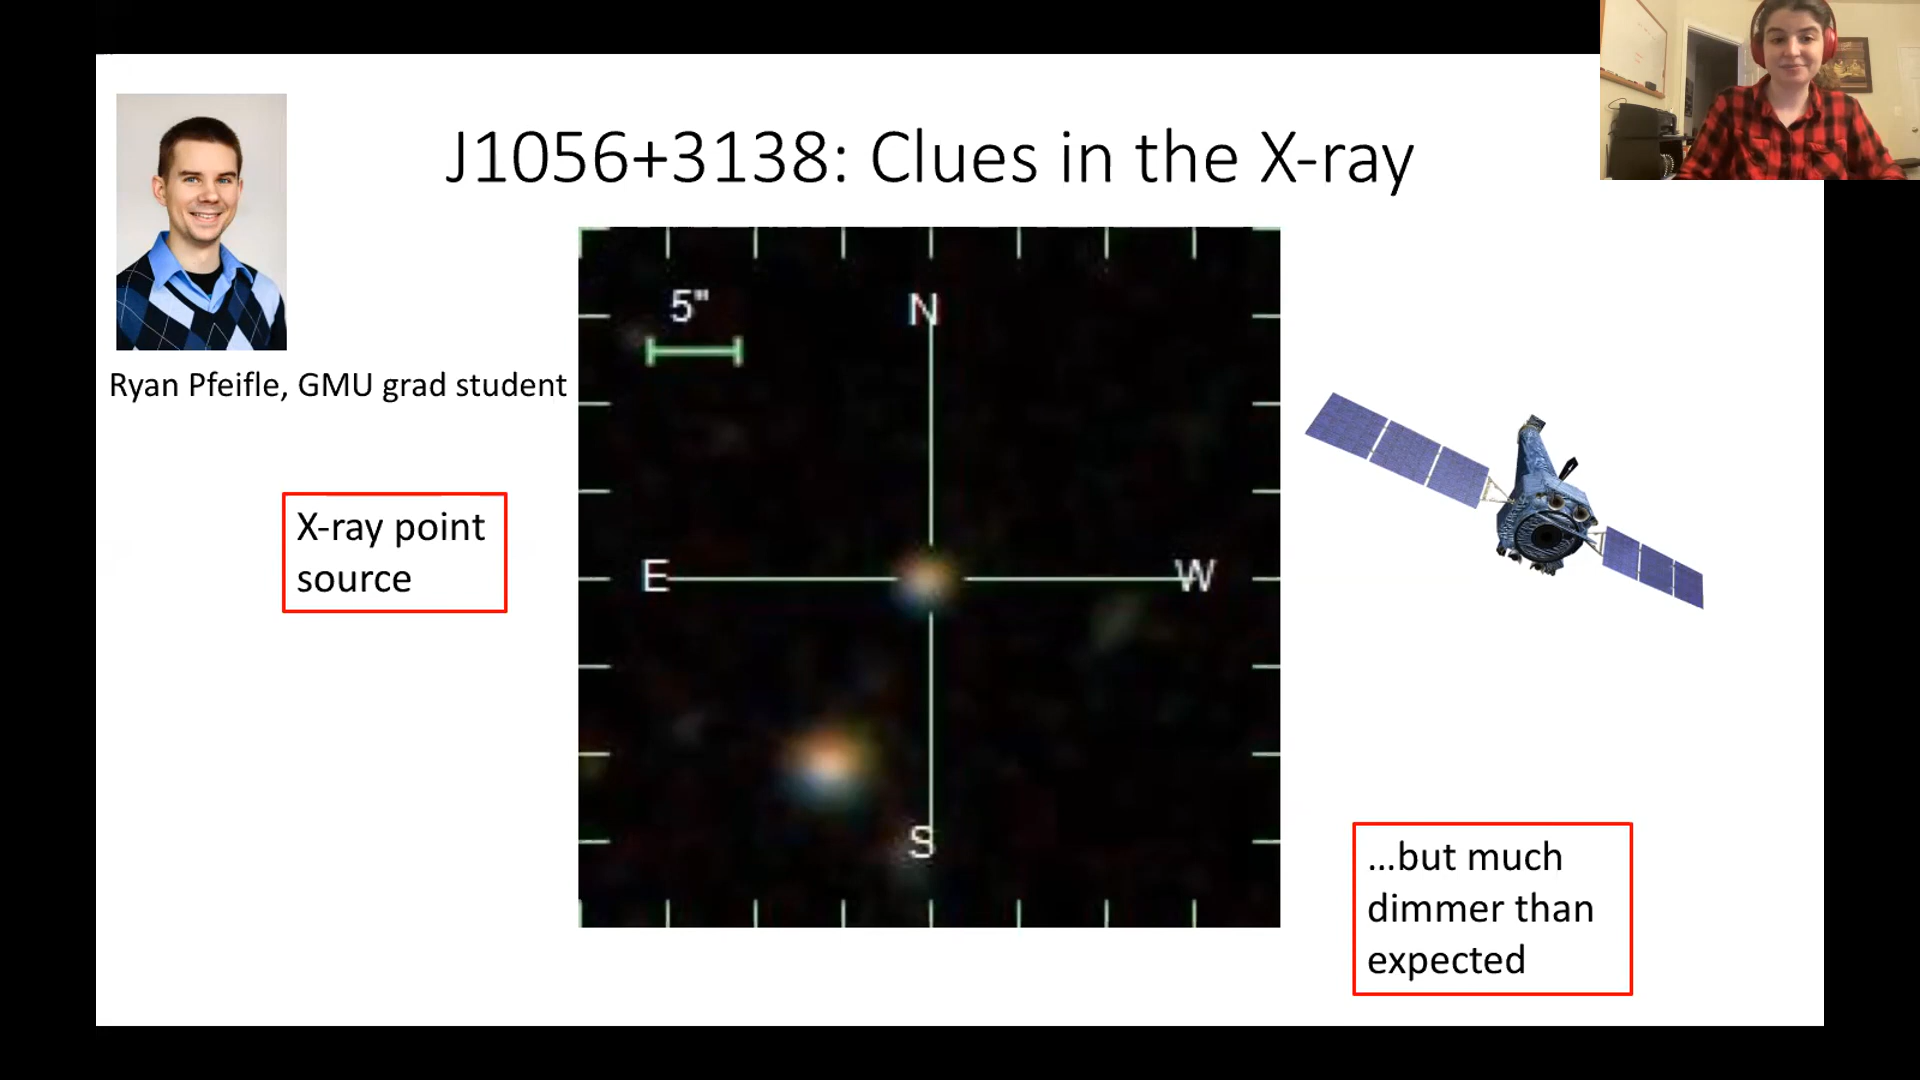 J1056+3138: Clues in the X-ray
Ryan Pfeifle, GMU grad student
X-ray point
source
5"
N
E
W
S
...but much
dimmer than
expected